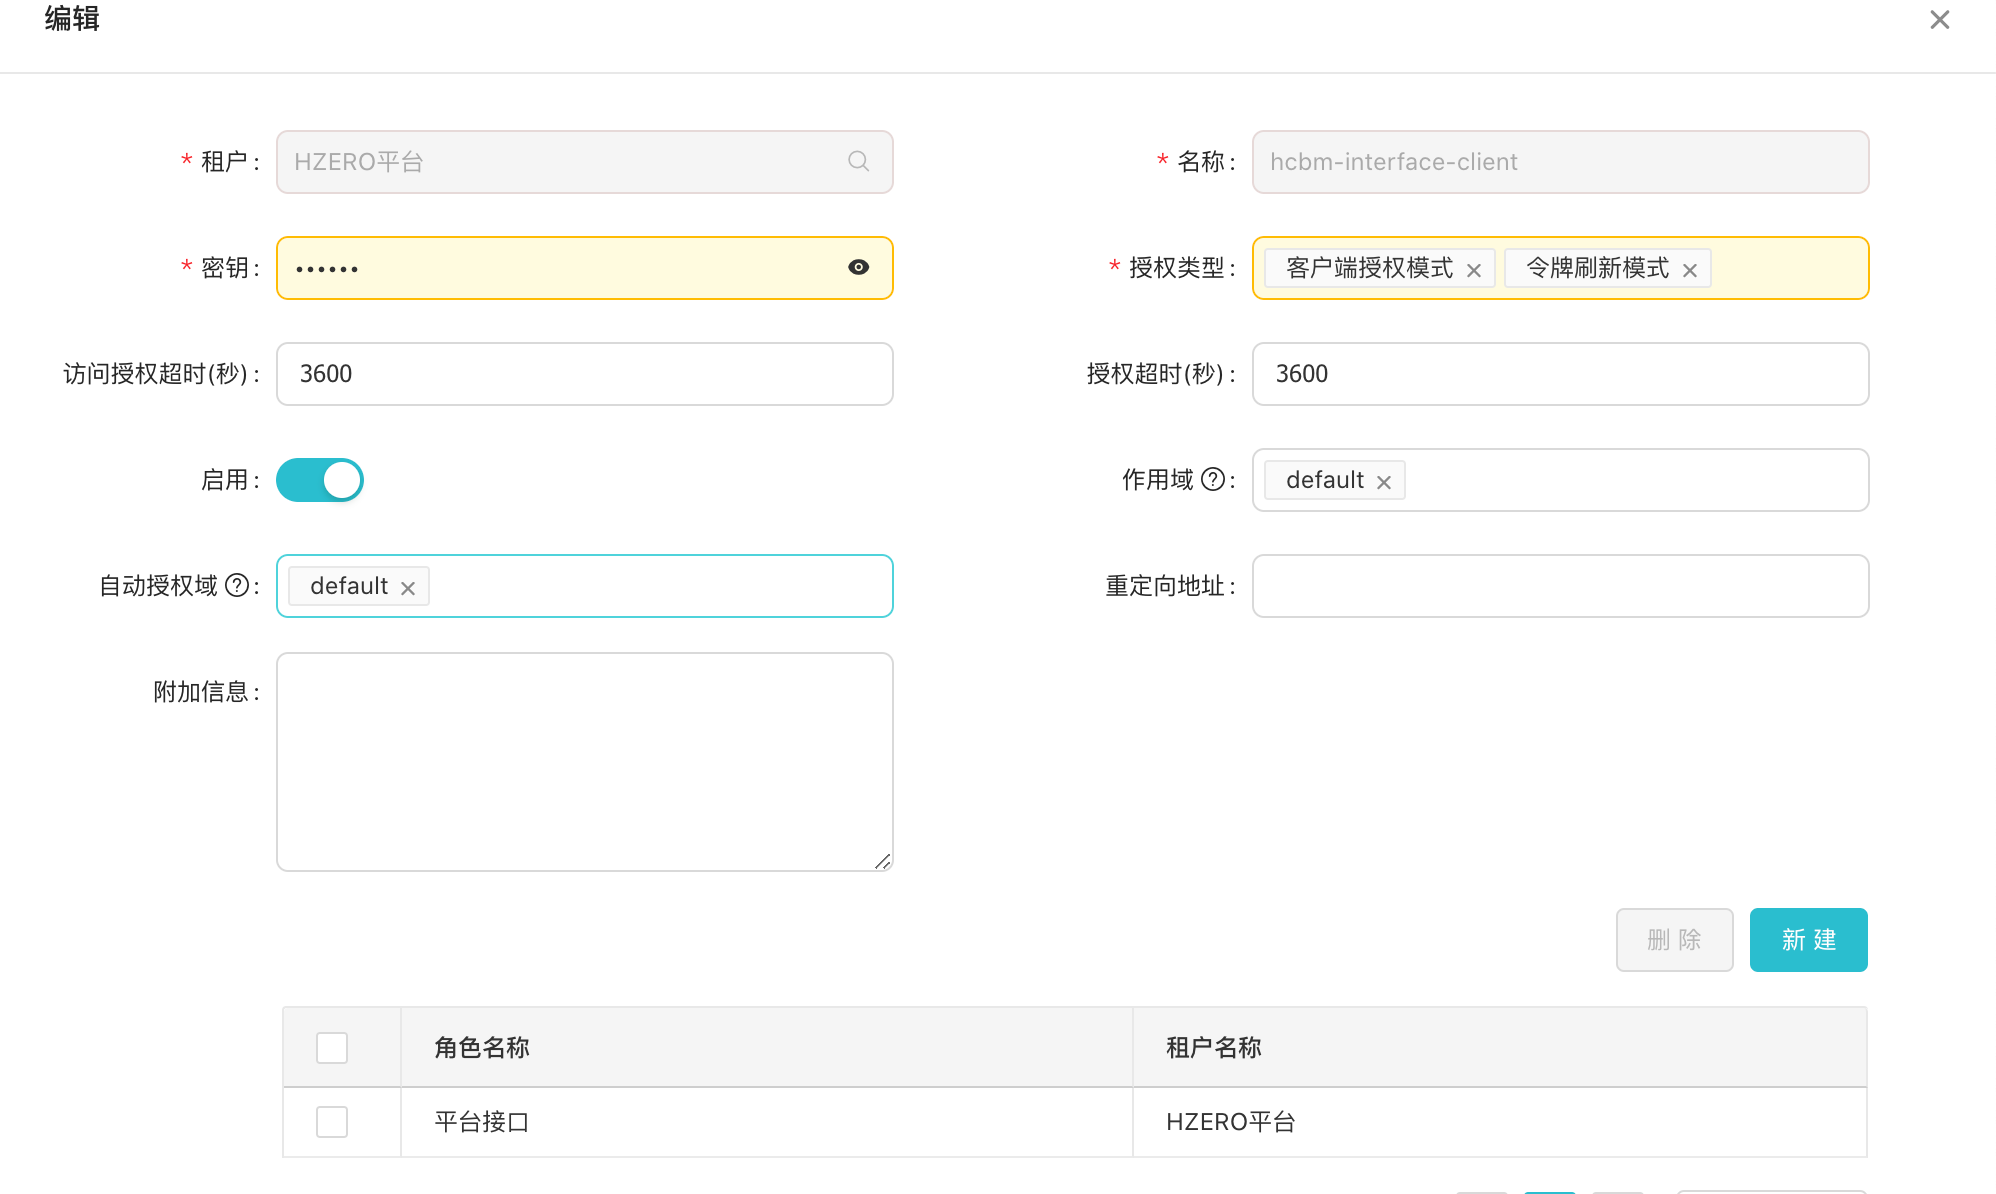 编辑
* 租户 : HZERO平台
* 名称 : hcbm-interface-client
* 密钥 : ••••••
* 授权类型 : 客户端授权模式 令牌刷新模式
访问授权超时(秒) : 3600
授权超时(秒) : 3600
启用 :
作用域 ? : default
自动授权域 ? : default
重定向地址 :
附加信息 :
删 除 新 建
角色名称 租户名称
平台接口 HZERO平台